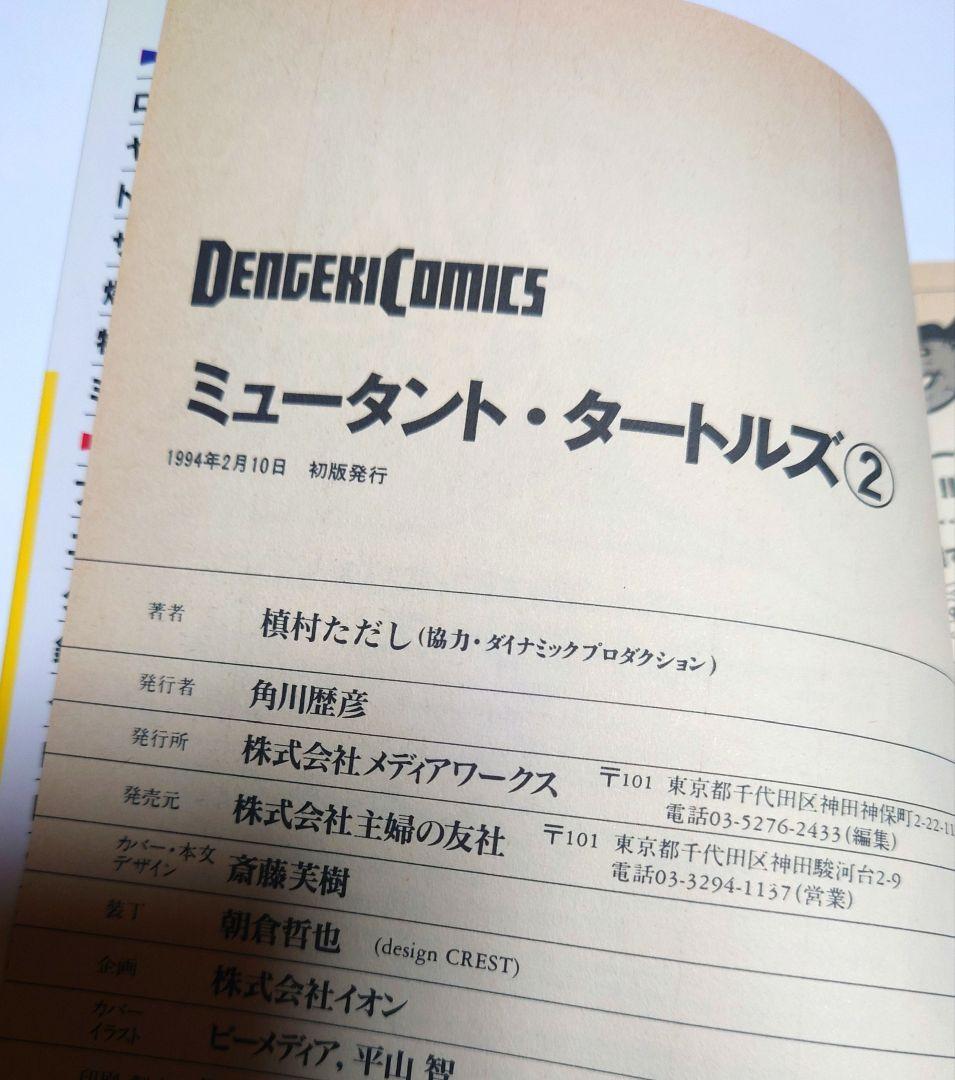 DENGEKI COMICS
ミュータント・タートルズ②
1994年2月10日 初版発行
著者 槙村ただし(協力・ダイナミックプロダクション)
発行者 角川歴彦
発行所 株式会社メディアワークス 〒101 東京都千代田区神田神保町2-22-11
電話03-5276-2433(編集)
発売元 株式会社主婦の友社 〒101 東京都千代田区神田駿河台2-9
電話03-3294-1137(営業)
カバー・本文
デザイン 斎藤芙樹
装丁 朝倉哲也 (design CREST)
企画 株式会社イオン
カバー
イラスト ビーメディア, 平山 智